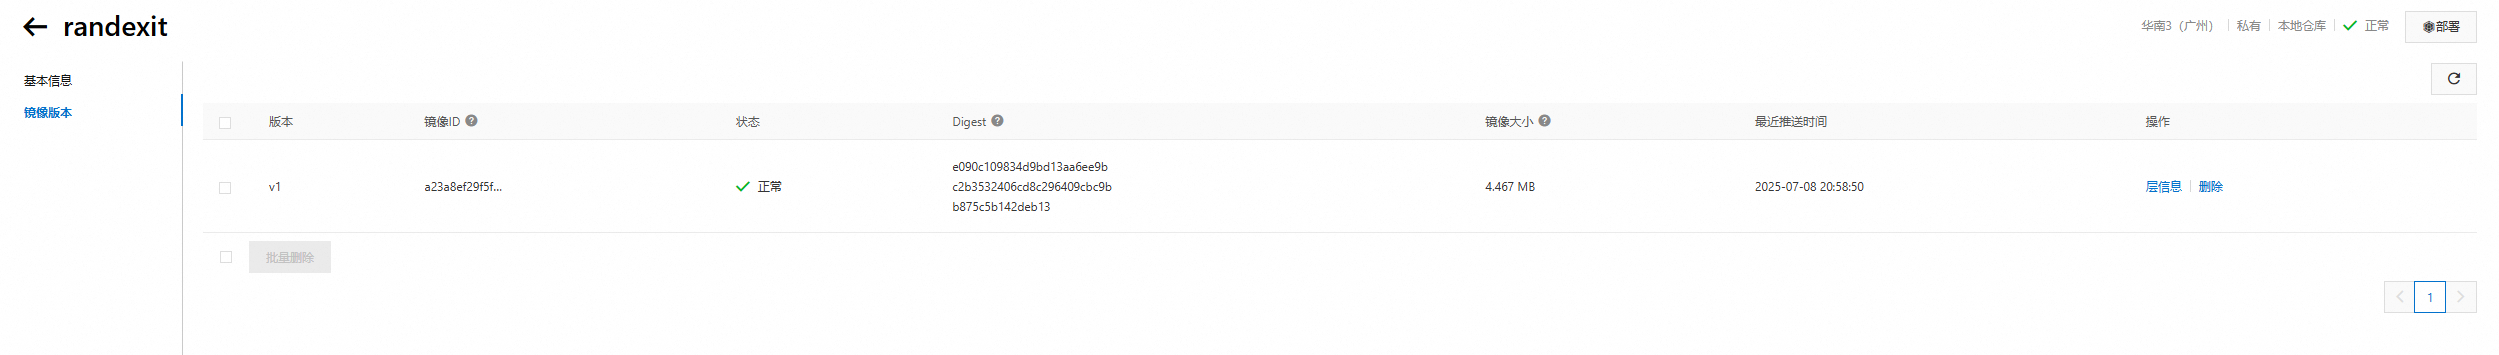 randexit
华南3（广州） 私有 本地仓库 正常 部署
基本信息
镜像版本
版本 镜像ID 状态 Digest 镜像大小 最近推送时间 操作
v1 a23a8ef29f5f... 正常 e090c109834d9bd13aa6ee9b 4.467 MB 2025-07-08 20:58:50 层信息 删除
c2b3532406cd8c296409cbc9b
b875c5b142deb13
批量删除
1